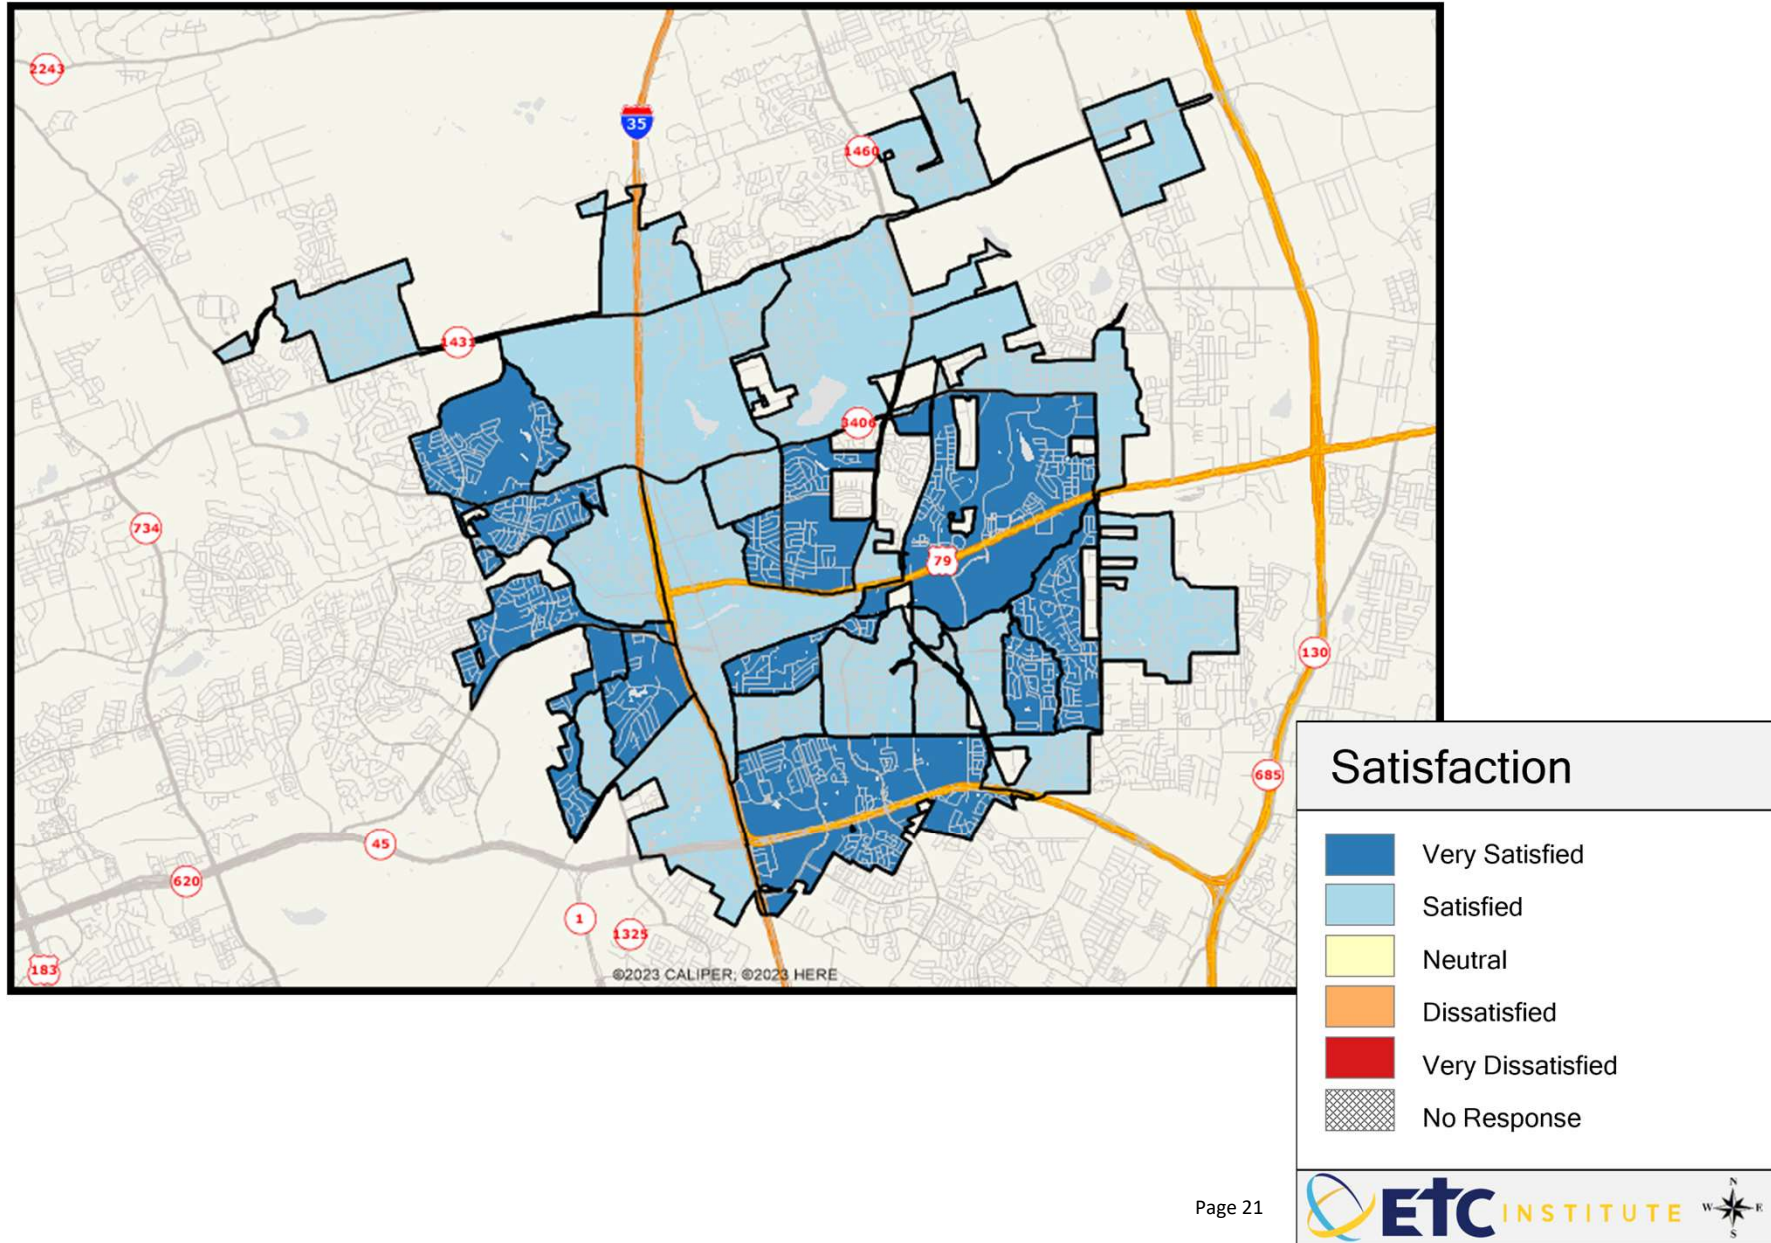 2243
35
1460
1431
3406
734
79
130
685
45
620
1
1325
183
©2023 CALIPER; ©2023 HERE
Satisfaction
Very Satisfied
Satisfied
Neutral
Dissatisfied
Very Dissatisfied
No Response
Page 21
ETC INSTITUTE
N
W E
S